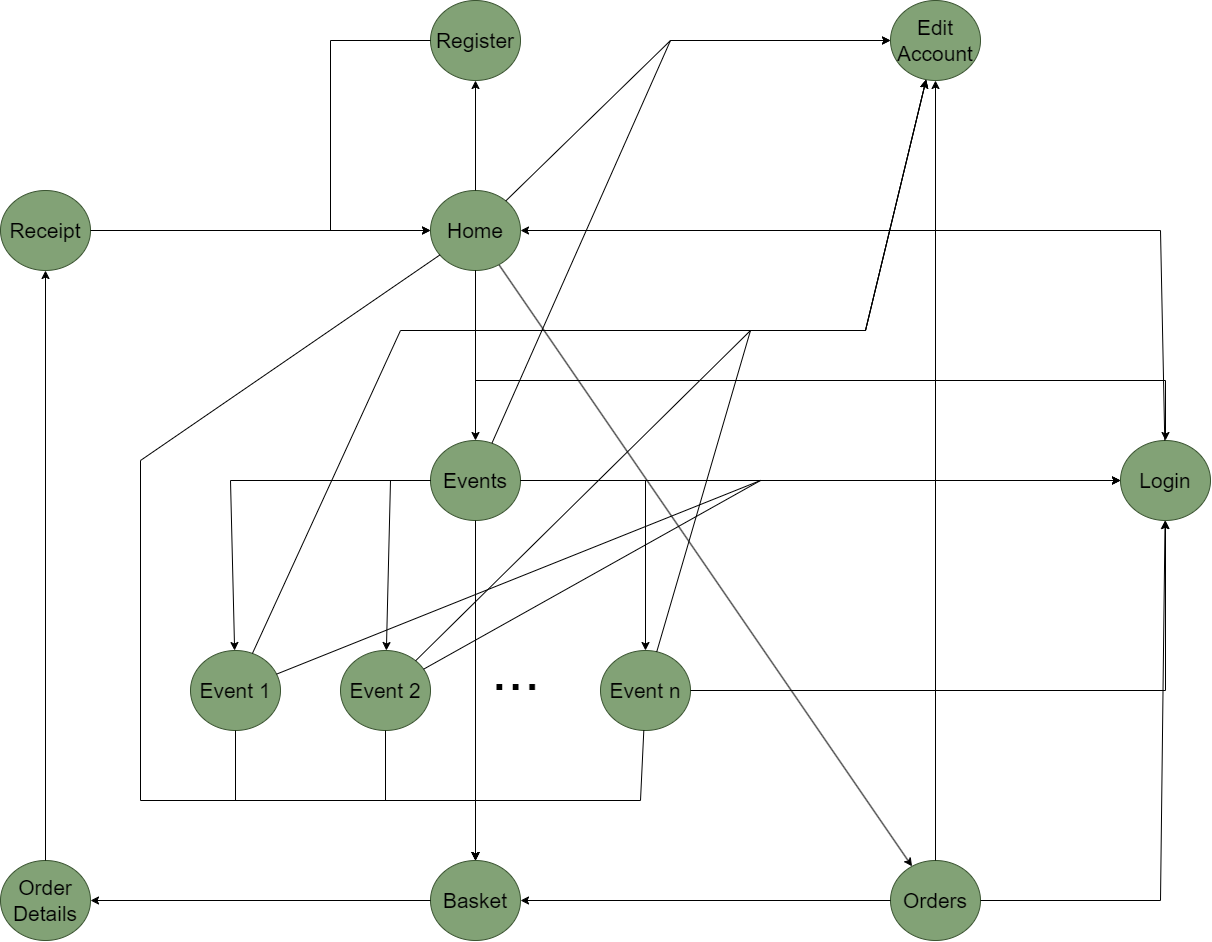 Register
Edit
Account
Receipt
Home
Events
Login
Event 1
Event 2
...
Event n
Order
Details
Basket
Orders